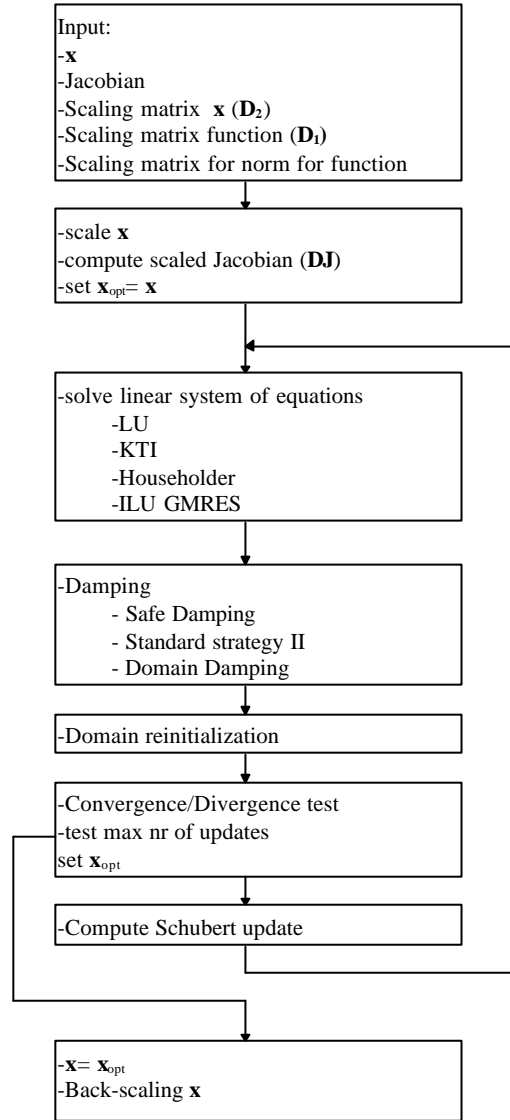 Input:
-x
-Jacobian
-Scaling matrix x (D₂)
-Scaling matrix function (D₁)
-Scaling matrix for norm for function
-scale x
-compute scaled Jacobian (DJ)
-set xₒₚₜ= x
-solve linear system of equations
-LU
-KTI
-Householder
-ILU GMRES
-Damping
- Safe Damping
- Standard strategy II
- Domain Damping
-Domain reinitialization
-Convergence/Divergence test
-test max nr of updates
set xₒₚₜ
-Compute Schubert update
-x= xₒₚₜ
-Back-scaling x